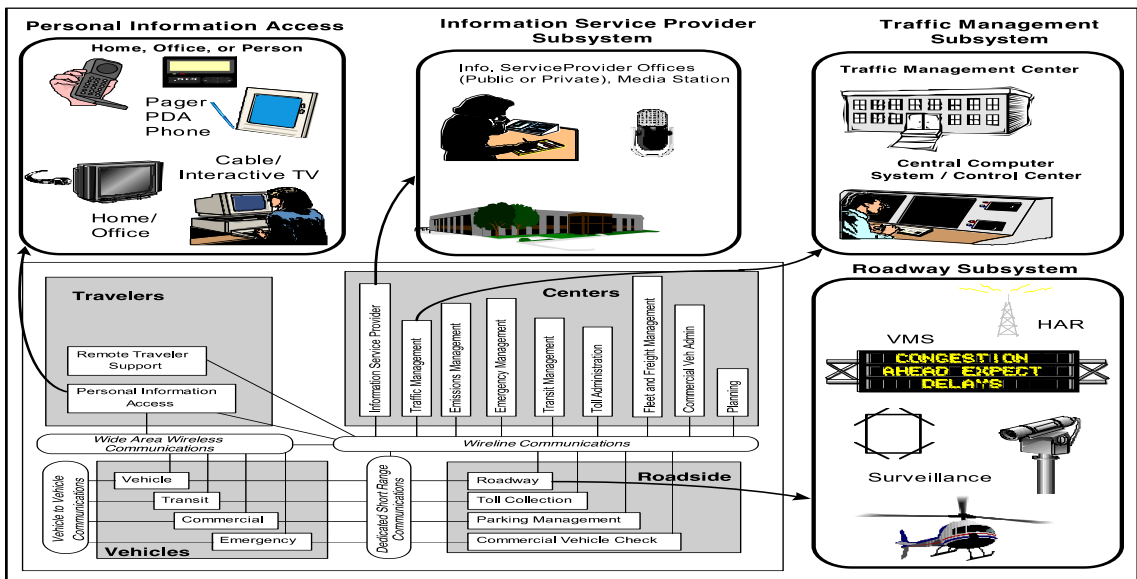 Personal Information Access
Home, Office, or Person
Pager
PDA
Phone
Cable/
Interactive TV
Home/
Office
Information Service Provider
Subsystem
Info, ServiceProvider Offices
(Public or Private), Media Station
Traffic Management
Subsystem
Traffic Management Center
Central Computer
System / Control Center
Roadway Subsystem
HAR
VMS
CONGESTION
AHEAD EXPECT
DELAYS
Surveillance
Travelers
Remote Traveler
Support
Personal Information
Access
Centers
Information Service Provider
Traffic Management
Emissions Management
Emergency Management
Transit Management
Toll Administration
Fleet and Freight Management
Commercial Veh Admin
Planning
Wide Area Wireless
Communications
Wireline Communications
Vehicle to Vehicle
Communications
Vehicle
Transit
Commercial
Emergency
Vehicles
Dedicated Short Range
Communications
Roadway
Roadside
Toll Collection
Parking Management
Commercial Vehicle Check